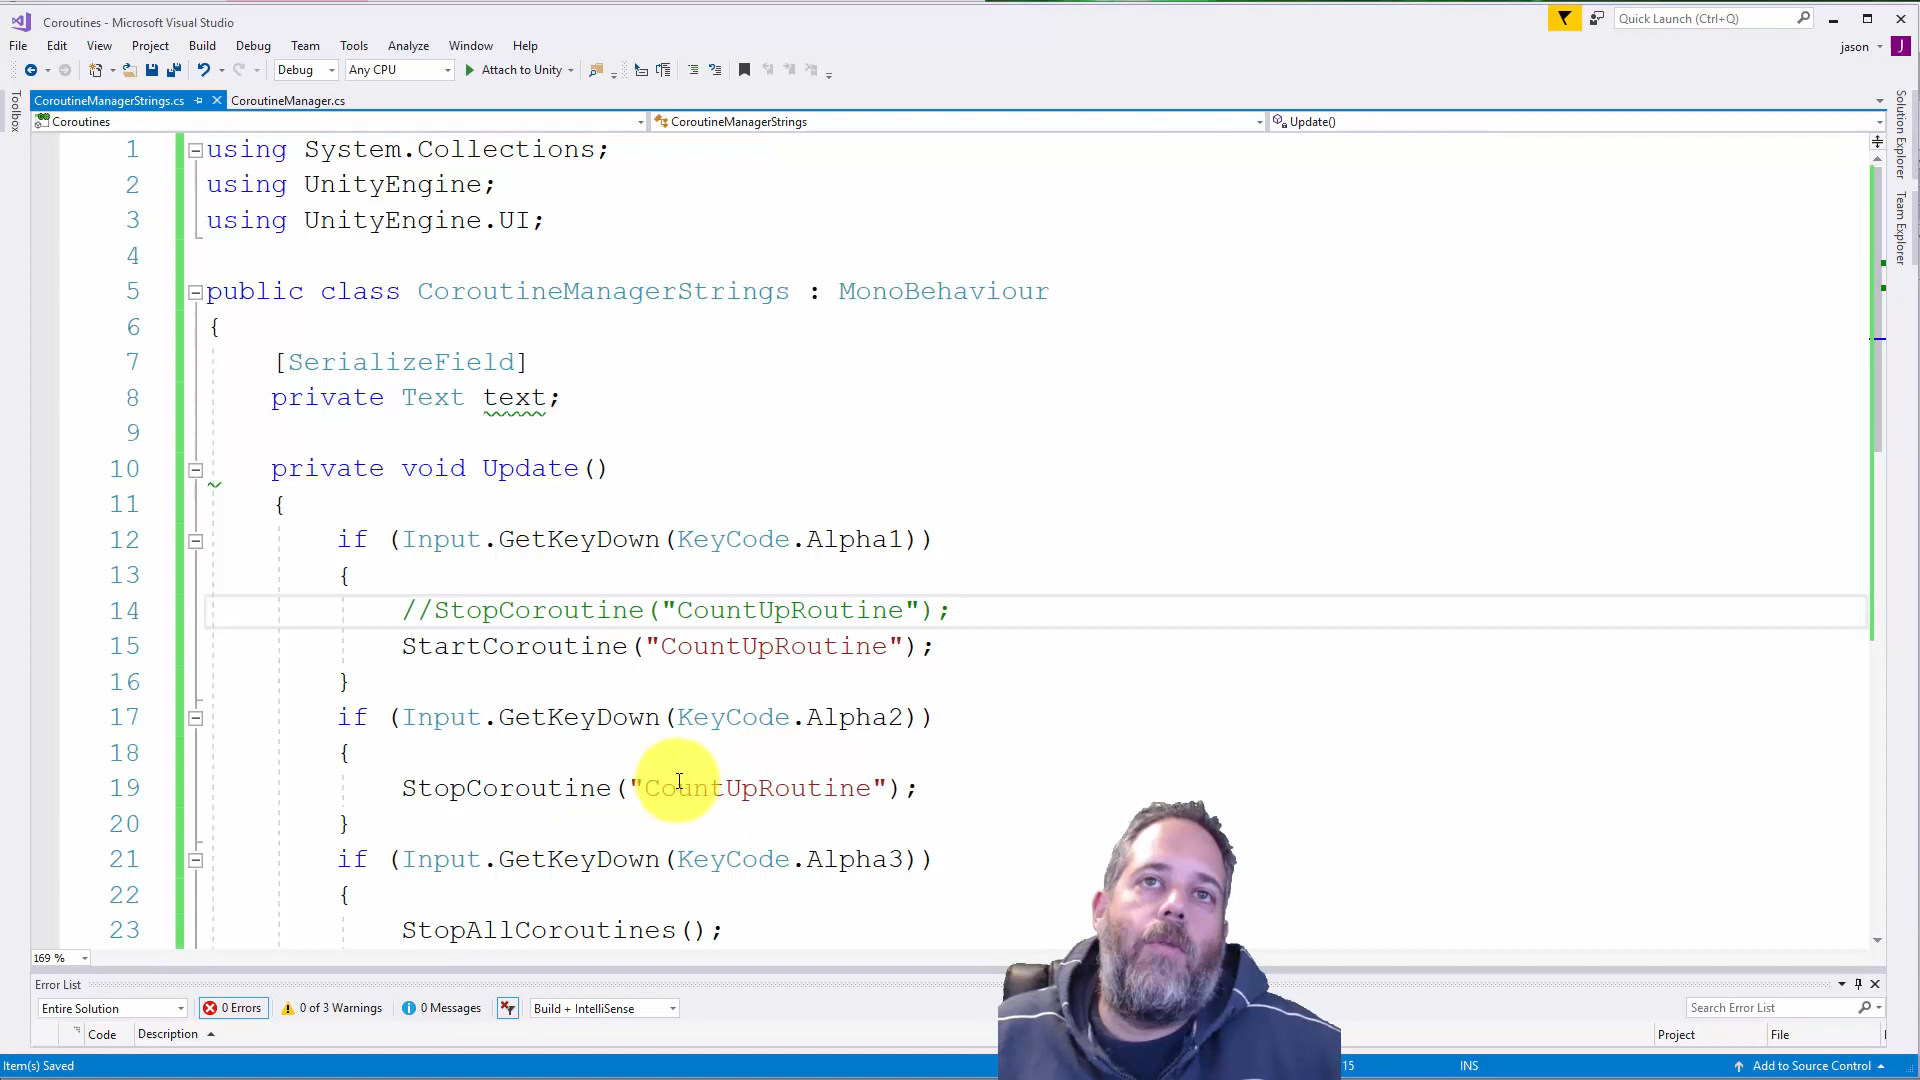 Coroutines - Microsoft Visual Studio
Quick Launch (Ctrl+Q)
File Edit View Project Build Debug Team Tools Analyze Window Help
jason J
Debug Any CPU Attach to Unity
CoroutineManagerStrings.cs CoroutineManager.cs
Coroutines CoroutineManagerStrings Update()
Toolbox
Solution Explorer
Team Explorer
1 using System.Collections;
2 using UnityEngine;
3 using UnityEngine.UI;
4
5 public class CoroutineManagerStrings : MonoBehaviour
6 {
7 [SerializeField]
8 private Text text;
9
10 private void Update()
11 {
12 if (Input.GetKeyDown(KeyCode.Alpha1))
13 {
14 //StopCoroutine("CountUpRoutine");
15 StartCoroutine("CountUpRoutine");
16 }
17 if (Input.GetKeyDown(KeyCode.Alpha2))
18 {
19 StopCoroutine("CountUpRoutine");
20 }
21 if (Input.GetKeyDown(KeyCode.Alpha3))
22 {
23 StopAllCoroutines();
169 %
Error List
Entire Solution 0 Errors 0 of 3 Warnings 0 Messages Build + IntelliSense Search Error List
Code Description Project File
Item(s) Saved 15 INS Add to Source Control